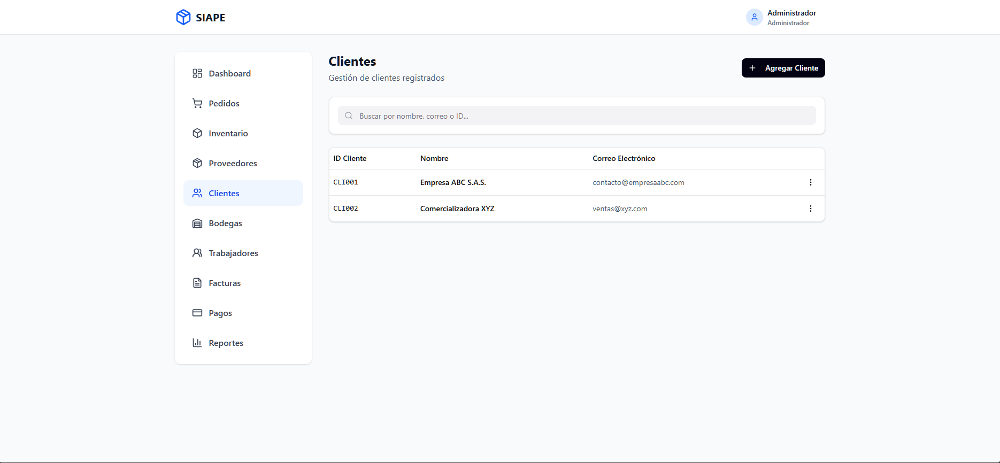 SIAPE
Administrador
Administrador
Dashboard
Pedidos
Inventario
Proveedores
Clientes
Bodegas
Trabajadores
Facturas
Pagos
Reportes
Clientes
Gestión de clientes registrados
Agregar Cliente
Buscar por nombre, correo o ID...
ID Cliente Nombre Correo Electrónico
CLI001 Empresa ABC S.A.S. contacto@empresaabc.com
CLI002 Comercializadora XYZ ventas@xyz.com